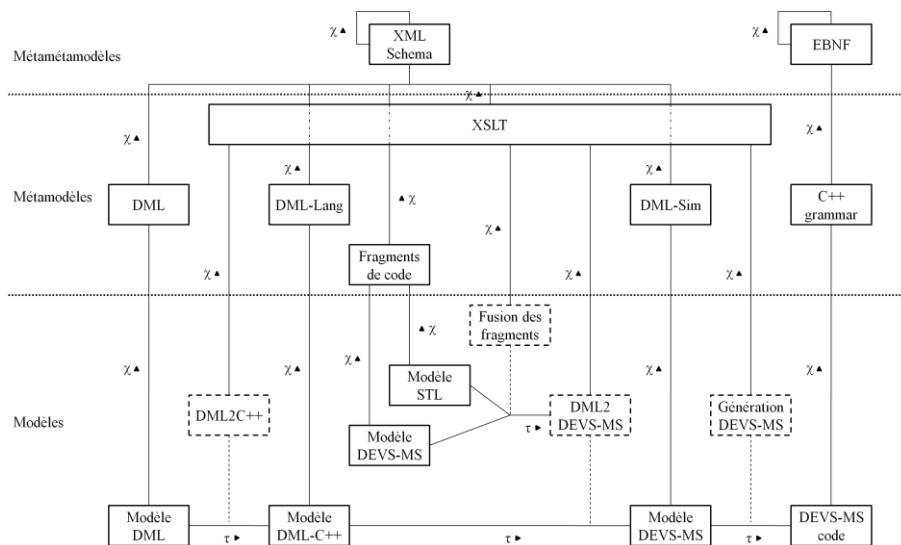 χ▲
XML
Schema
χ▲
EBNF
Métamétamodèles
χ▲
XSLT
χ▲
χ▲
χ▲
χ▲
χ
▲
Métamodèles
DML
DML-Lang
DML-Sim
C++
grammar
χ▲
Fragments
de code
χ▲
χ▲
χ▲
Fusion des
fragments
▲ χ
χ▲
χ▲
χ▲
χ▲
χ▲
Modèle
STL
Modèles
DML2C++
DML2
DEVS-MS
Génération
DEVS-MS
τ ►
Modèle
DEVS-MS
Modèle
DML
Modèle
DML-C++
Modèle
DEVS-MS
DEVS-MS
code
τ ►
τ ►
τ ►